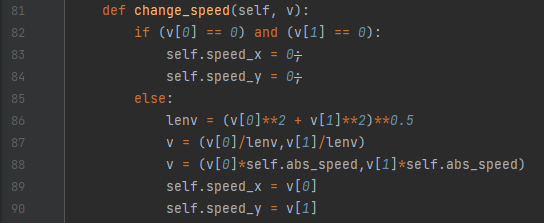 81 def change_speed(self, v):
82 if (v[0] == 0) and (v[1] == 0):
83 self.speed_x = 0;
84 self.speed_y = 0;
85 else:
86 lenv = (v[0]**2 + v[1]**2)**0.5
87 v = (v[0]/lenv,v[1]/lenv)
88 v = (v[0]*self.abs_speed,v[1]*self.abs_speed)
89 self.speed_x = v[0]
90 self.speed_y = v[1]